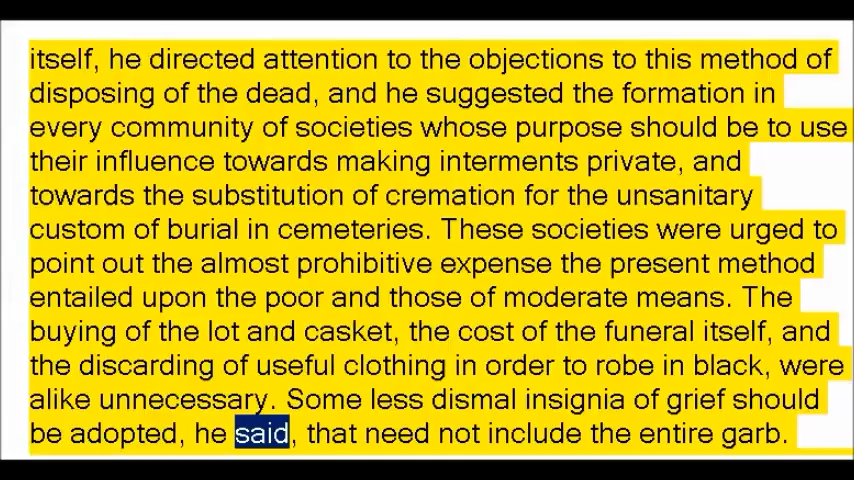 itself, he directed attention to the objections to this method of
disposing of the dead, and he suggested the formation in
every community of societies whose purpose should be to use
their influence towards making interments private, and
towards the substitution of cremation for the unsanitary
custom of burial in cemeteries. These societies were urged to
point out the almost prohibitive expense the present method
entailed upon the poor and those of moderate means. The
buying of the lot and casket, the cost of the funeral itself, and
the discarding of useful clothing in order to robe in black, were
alike unnecessary. Some less dismal insignia of grief should
be adopted, he said, that need not include the entire garb.